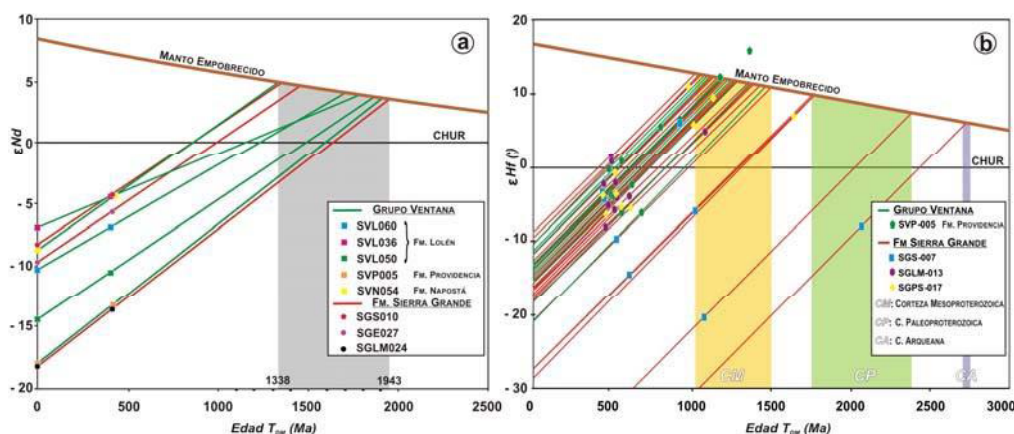 a
10
5
0
- 5
- 10
- 15
- 20
εNd
MANTO EMPOBRECIDO
CHUR
GRUPO VENTANA
SVL060
SVL036 FM. LOLÉN
SVL050
SVP005 FM. PROVIDENCIA
SVN054 FM. NAPOSTÁ
FM. SIERRA GRANDE
SGS010
SGE027
SGLM024
1338
1943
0 500 1000 1500 2000 2500
Edad TDM (Ma)
b
20
10
0
- 10
- 20
- 30
εHf (t)
MANTO EMPOBRECIDO
CHUR
GRUPO VENTANA
SVP-005 FM. PROVIDENCIA
FM SIERRA GRANDE
SGS-007
SGLM-013
SGPS-017
CM: CORTEZA MESOPROTEROZOICA
CP: C. PALEOPROTEROZOICA
CA: C. ARQUEANA
CM
CP
CA
0 500 1000 1500 2000 2500 3000
Edad TDM (Ma)